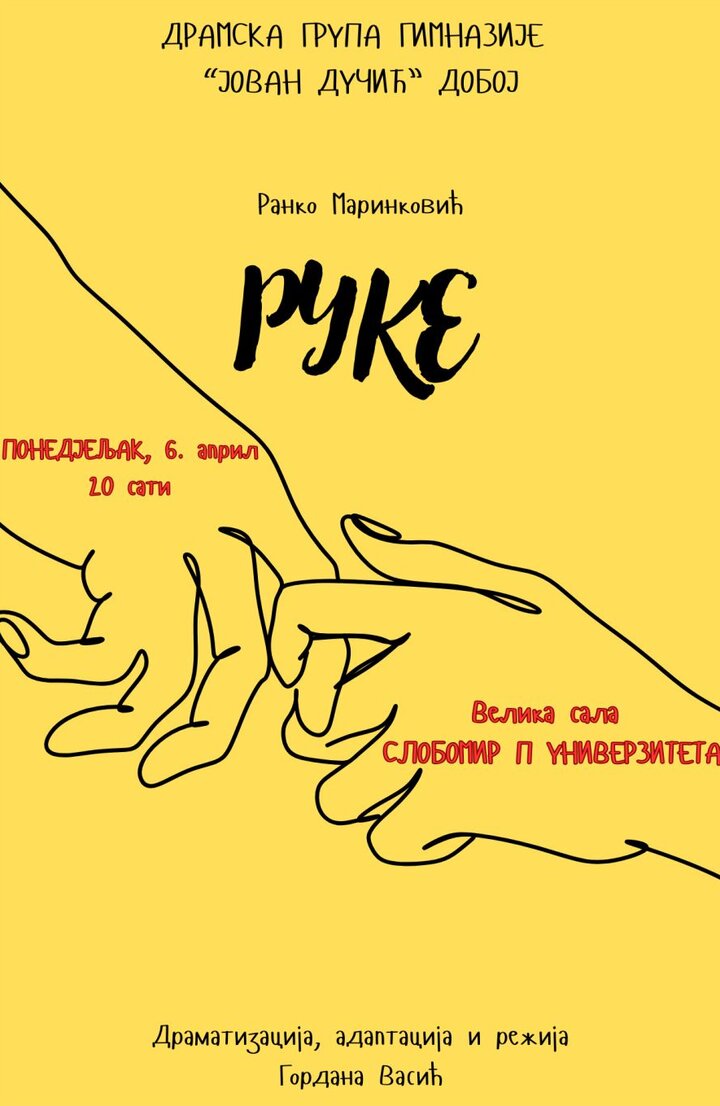 ДРАМСКА ГРУПА ГИМНАЗИЈЕ
“ЈОВАН ДУЧИЋ” ДОБОЈ
Ранко Маринковић
РУКЕ
ПОНЕДЈЕЉАК, 6. април
20 сати
Велика сала
СЛОБОМИР П УНИВЕРЗИТЕТА
Драматизација, адаптација и режија
Гордана Васић